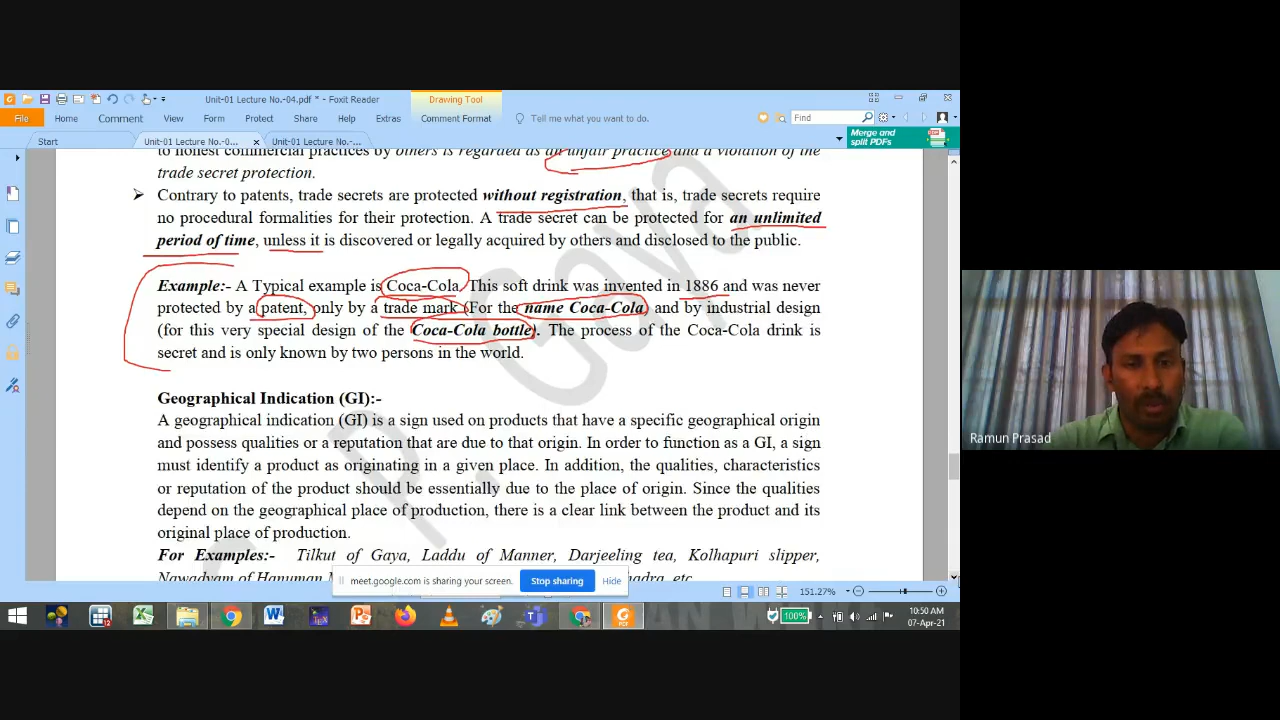 Unit-01 Lecture No.-04.pdf * - Foxit Reader
Drawing Tool
File Home Comment View Form Protect Share Help Extras Comment Format Tell me what you want to do. Find
Start Unit-01 Lecture No.-0... Unit-01 Lecture No.-...
Merge and
split PDFs
to honest commercial practices by others is regarded as an unfair practice and a violation of the
trade secret protection.
➢ Contrary to patents, trade secrets are protected without registration, that is, trade secrets require
no procedural formalities for their protection. A trade secret can be protected for an unlimited
period of time, unless it is discovered or legally acquired by others and disclosed to the public.
Example:- A Typical example is Coca-Cola. This soft drink was invented in 1886 and was never
protected by a patent, only by a trade mark (For the name Coca-Cola) and by industrial design
(for this very special design of the Coca-Cola bottle). The process of the Coca-Cola drink is
secret and is only known by two persons in the world.
Geographical Indication (GI):-
A geographical indication (GI) is a sign used on products that have a specific geographical origin
and possess qualities or a reputation that are due to that origin. In order to function as a GI, a sign
must identify a product as originating in a given place. In addition, the qualities, characteristics
or reputation of the product should be essentially due to the place of origin. Since the qualities
depend on the geographical place of production, there is a clear link between the product and its
original place of production.
For Examples:- Tilkut of Gaya, Laddu of Manner, Darjeeling tea, Kolhapuri slipper,
Nawadyam of Hanuman
etc
meet.google.com is sharing your screen. Stop sharing Hide
151.27%
100%
10:50 AM
07-Apr-21
Ramun Prasad
P. Gaya